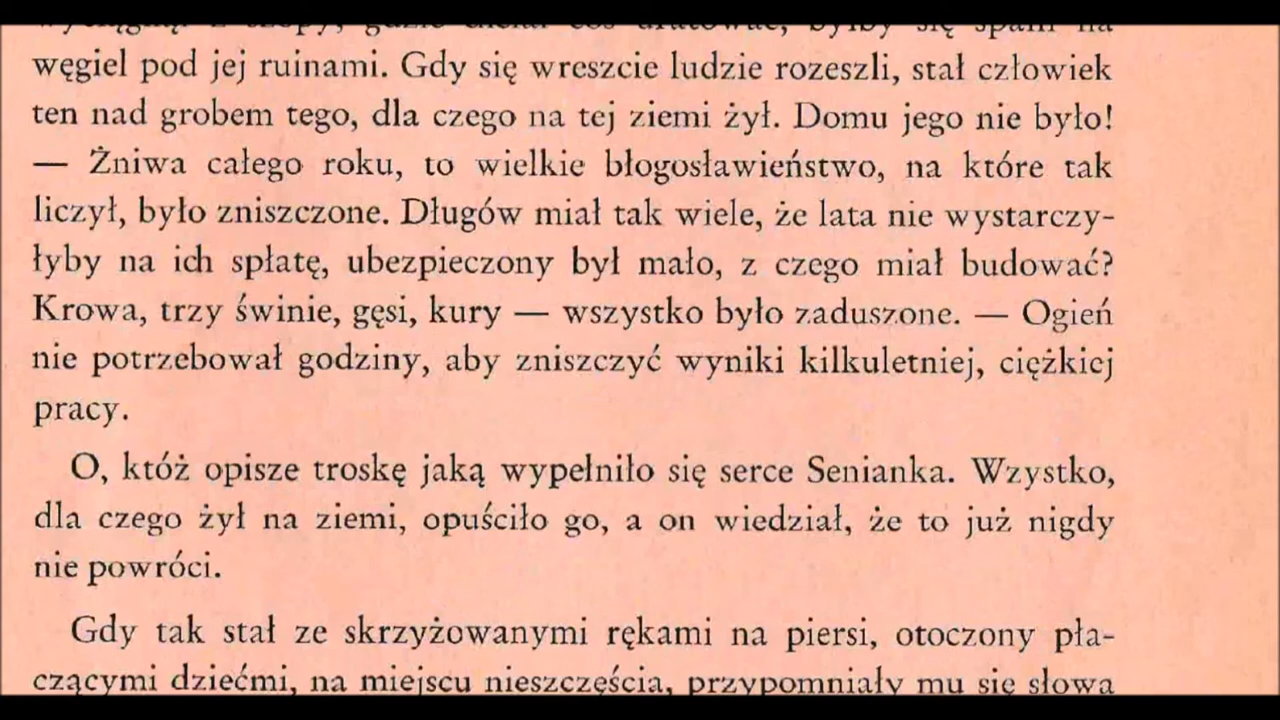 węgiel pod jej ruinami. Gdy się wreszcie ludzie rozeszli, stał człowiek
ten nad grobem tego, dla czego na tej ziemi żył. Domu jego nie było!
— Żniwa całego roku, to wielkie błogosławieństwo, na które tak
liczył, było zniszczone. Długów miał tak wiele, że lata nie wystarczy-
łyby na ich spłatę, ubezpieczony był mało, z czego miał budować?
Krowa, trzy świnie, gęsi, kury — wszystko było zaduszone. — Ogień
nie potrzebował godziny, aby zniszczyć wyniki kilkuletniej, ciężkiej
pracy.
O, któż opisze troskę jaką wypełniło się serce Senianka. Wzystko,
dla czego żył na ziemi, opuściło go, a on wiedział, że to już nigdy
nie powróci.
Gdy tak stał ze skrzyżowanymi rękami na piersi, otoczony pła-
czącymi dziećmi, na miejscu nieszczęścia, przypomniały mu się słowa